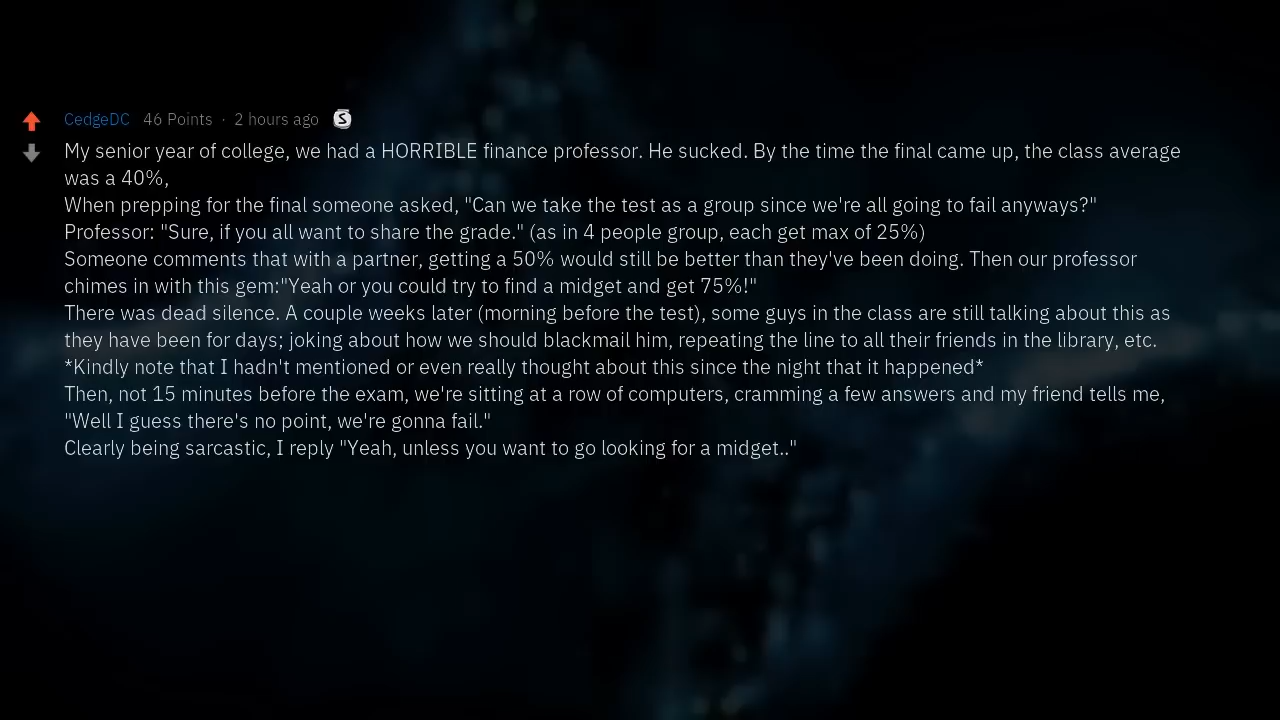 CedgeDC 46 Points · 2 hours ago S
My senior year of college, we had a HORRIBLE finance professor. He sucked. By the time the final came up, the class average
was a 40%,
When prepping for the final someone asked, "Can we take the test as a group since we're all going to fail anyways?"
Professor: "Sure, if you all want to share the grade." (as in 4 people group, each get max of 25%)
Someone comments that with a partner, getting a 50% would still be better than they've been doing. Then our professor
chimes in with this gem:"Yeah or you could try to find a midget and get 75%!"
There was dead silence. A couple weeks later (morning before the test), some guys in the class are still talking about this as
they have been for days; joking about how we should blackmail him, repeating the line to all their friends in the library, etc.
*Kindly note that I hadn't mentioned or even really thought about this since the night that it happened*
Then, not 15 minutes before the exam, we're sitting at a row of computers, cramming a few answers and my friend tells me,
"Well I guess there's no point, we're gonna fail."
Clearly being sarcastic, I reply "Yeah, unless you want to go looking for a midget.."